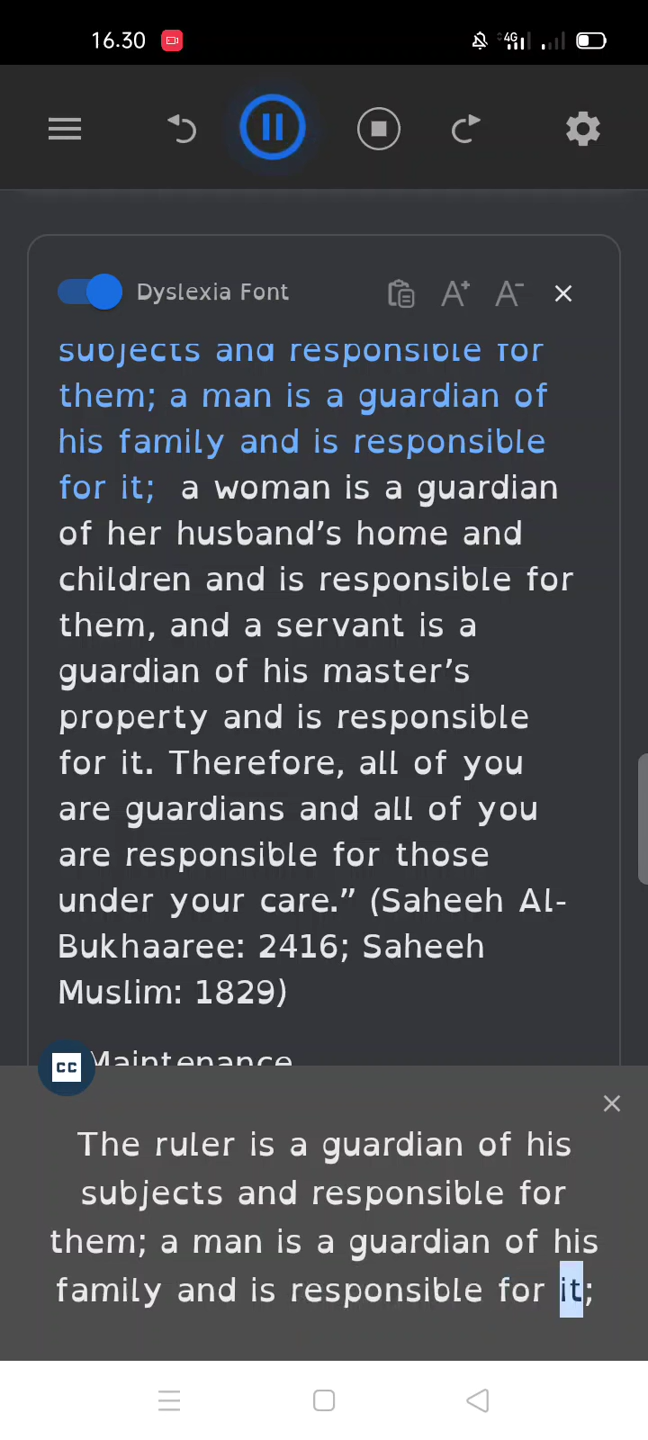 16.30
4G
Dyslexia Font
A+
A-
subjects and responsible for
them; a man is a guardian of
his family and is responsible
for it; a woman is a guardian
of her husband’s home and
children and is responsible for
them, and a servant is a
guardian of his master’s
property and is responsible
for it. Therefore, all of you
are guardians and all of you
are responsible for those
under your care.” (Saheeh Al-
Bukhaaree: 2416; Saheeh
Muslim: 1829)
Maintenance
CC
The ruler is a guardian of his
subjects and responsible for
them; a man is a guardian of his
family and is responsible for it;